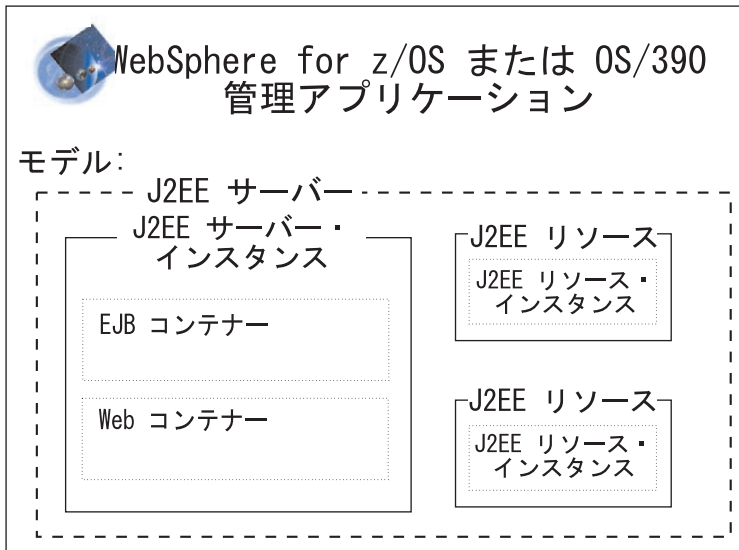 WebSphere for z/OS または OS/390
管理アプリケーション
モデル:
J2EE サーバー
J2EE サーバー・
インスタンス
EJB コンテナー
Web コンテナー
J2EE リソース
J2EE リソース・
インスタンス
J2EE リソース
J2EE リソース・
インスタンス